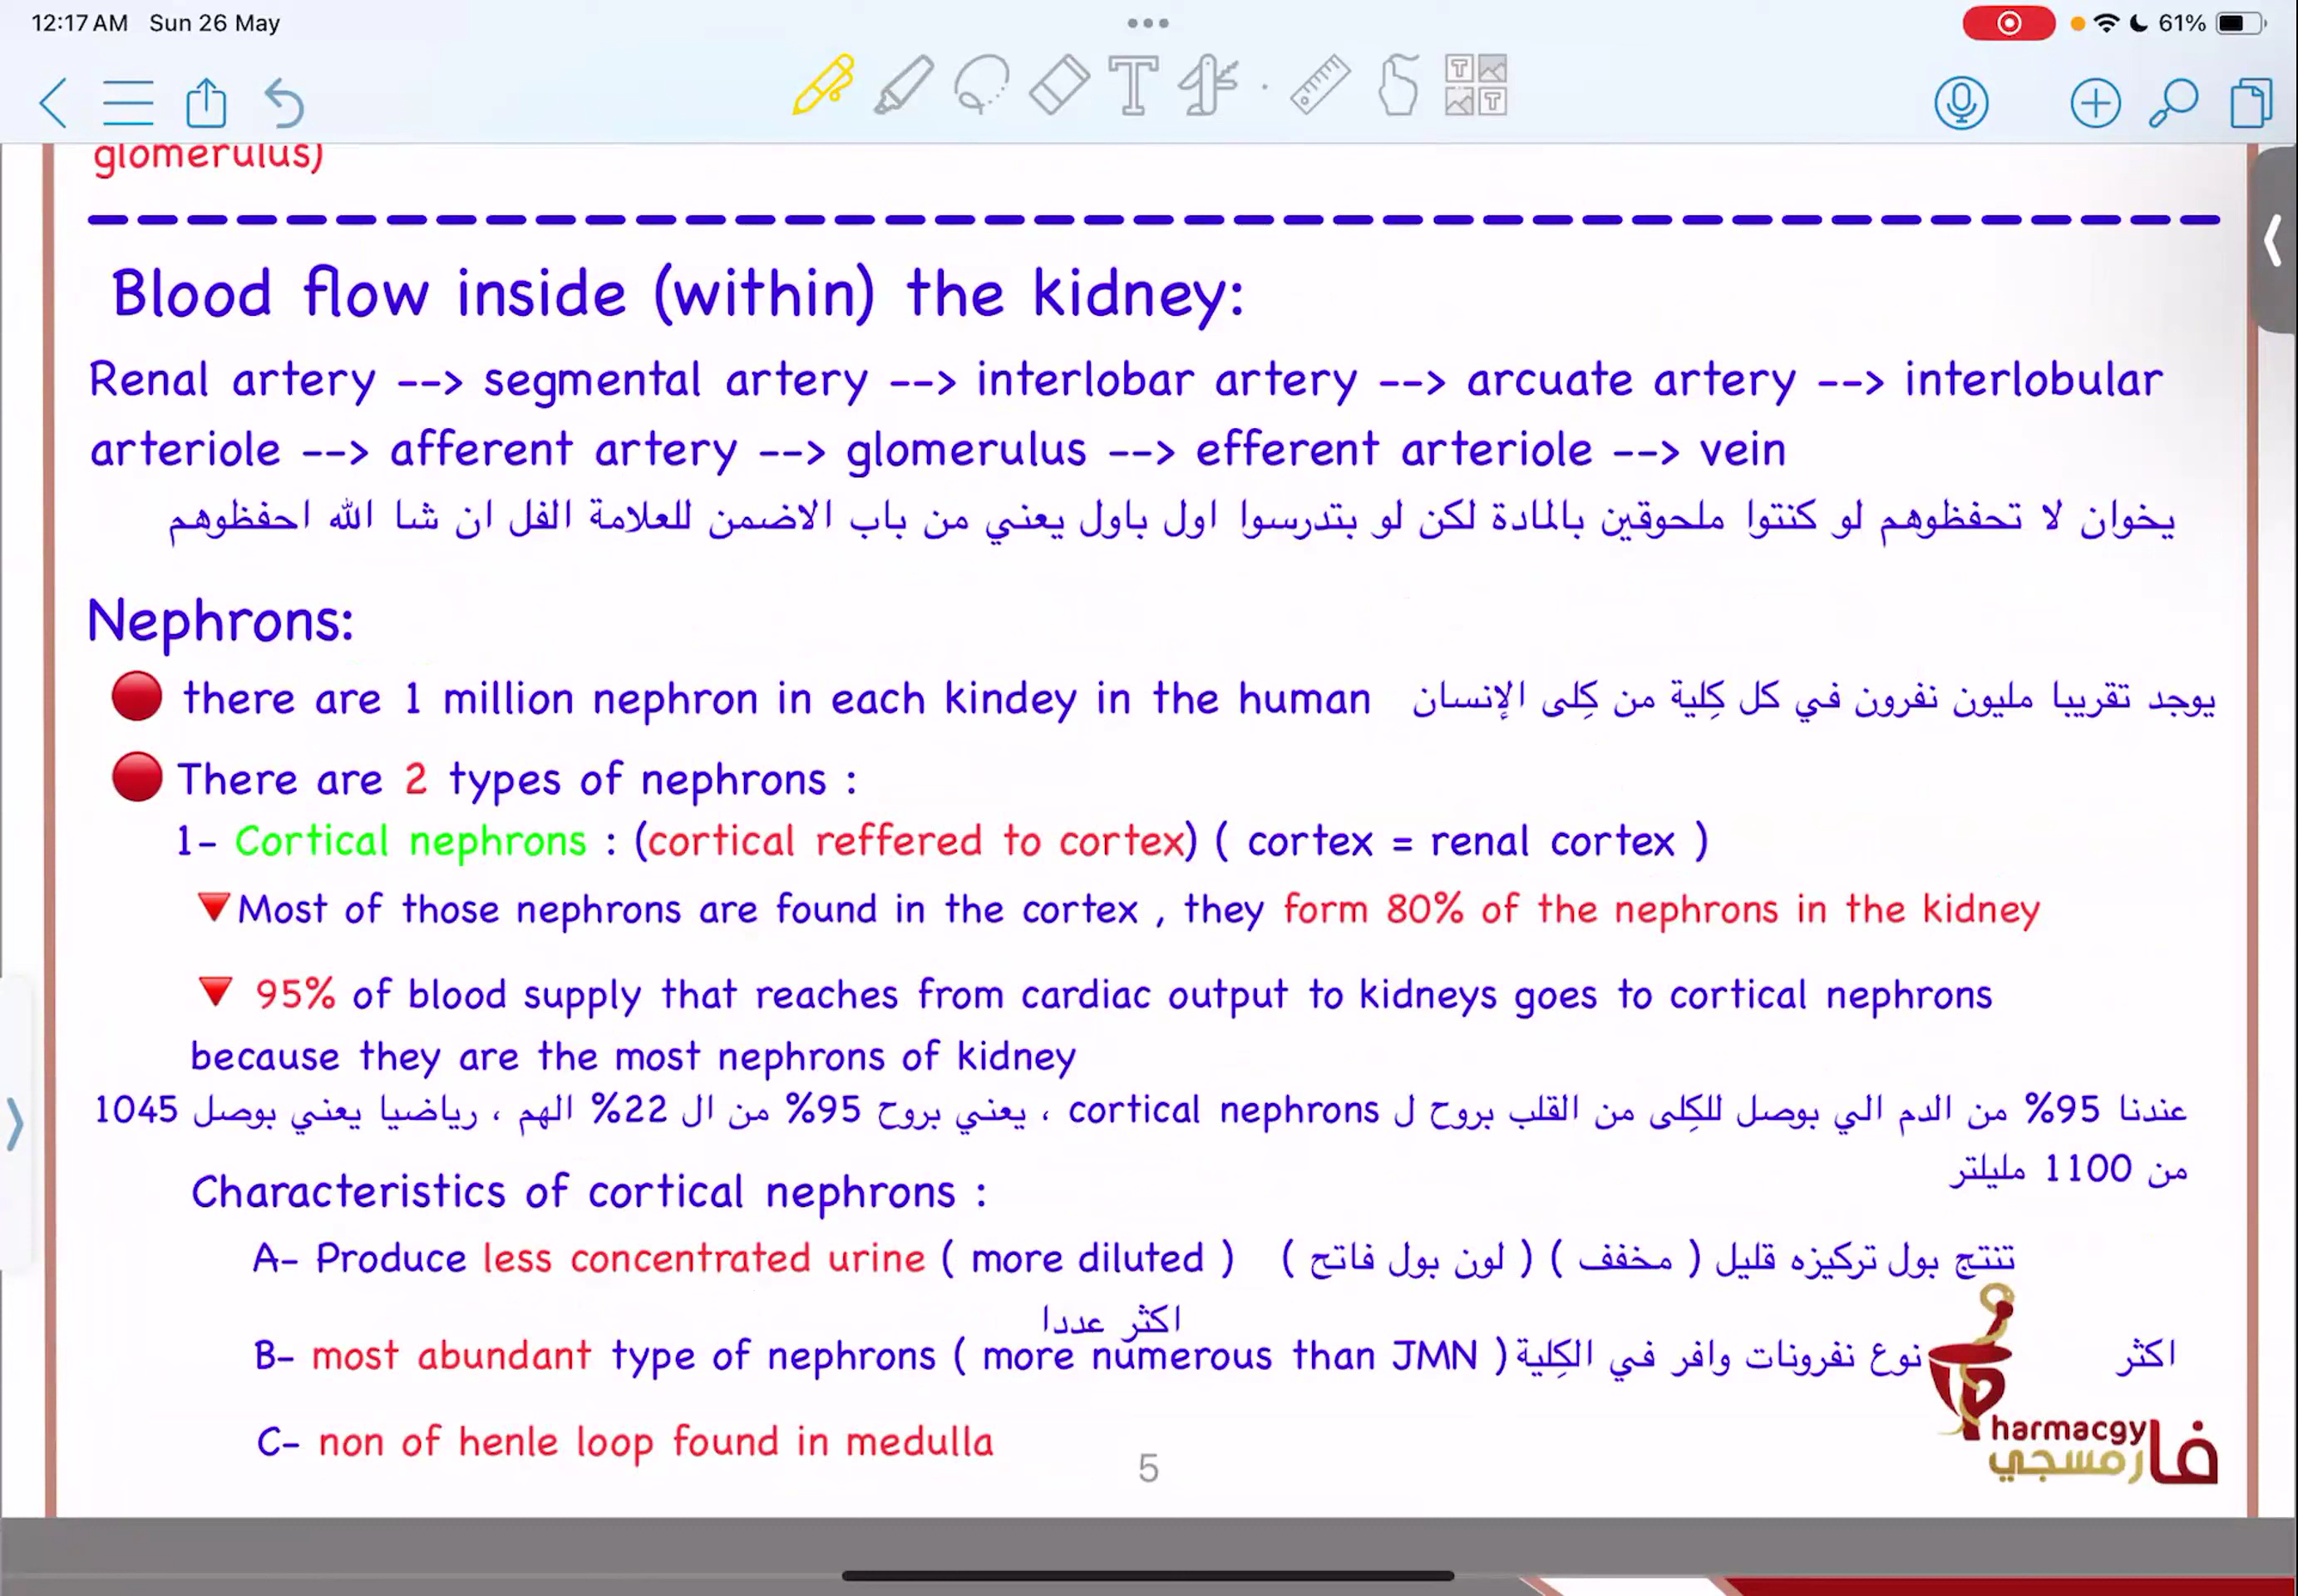 12:17 AM Sun 26 May
61%
glomerulus)
Blood flow inside (within) the kidney:
Renal artery --> segmental artery --> interlobar artery --> arcuate artery --> interlobular
arteriole --> afferent artery --> glomerulus --> efferent arteriole --> vein
يخوان لا تحفظوهم لو كنتوا ملحوقين بالمادة لكن لو بتدرسوا اول باول يعني من باب الاضمن للعلامة الفل ان شا الله احفظوهم
Nephrons:
there are 1 million nephron in each kindey in the human يوجد تقريبا مليون نفرون في كل كِلية من كِلى الإنسان
There are 2 types of nephrons :
1- Cortical nephrons : (cortical reffered to cortex) ( cortex = renal cortex )
Most of those nephrons are found in the cortex , they form 80% of the nephrons in the kidney
95% of blood supply that reaches from cardiac output to kidneys goes to cortical nephrons
because they are the most nephrons of kidney
عندنا 95% من الدم الي بوصل للكِلى من القلب بروح ل cortical nephrons ، يعني بروح 95% من ال 22% الهم ، رياضيا يعني بوصل 1045
من 1100 مليلتر
Characteristics of cortical nephrons :
A- Produce less concentrated urine ( more diluted ) تنتج بول تركيزه قليل ( مخفف ) ( لون بول فاتح )
اكثر عددا
B- most abundant type of nephrons ( more numerous than JMN ) اكثر نوع نفرونات وافر في الكِلية
C- non of henle loop found in medulla
5
harmacgy
فارمسجي